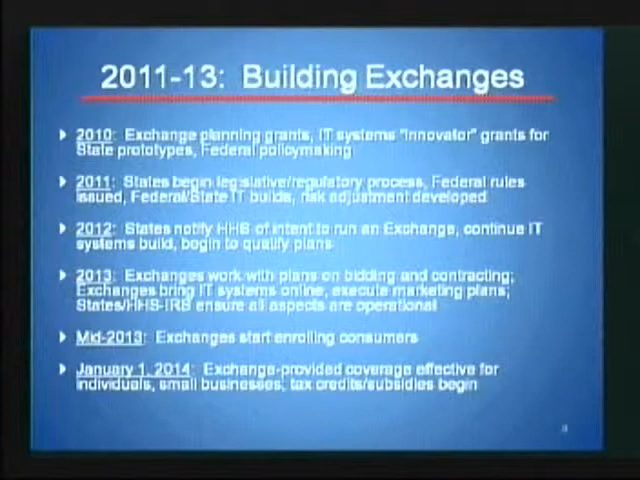 2011-13: Building Exchanges
2010: Exchange planning grants, IT systems "innovator" grants for
State prototypes, Federal policymaking
2011: States begin legislative/regulatory process, Federal rules
issued, Federal/State IT builds, risk adjustment developed
2012: States notify HHS of intent to run an Exchange, continue IT
systems build, begin to qualify plans
2013: Exchanges work with plans on bidding and contracting;
Exchanges bring IT systems online, execute marketing plans;
States/HHS-IRS ensure all aspects are operational
Mid-2013: Exchanges start enrolling consumers
January 1, 2014: Exchange-provided coverage effective for
individuals, small businesses, tax credits/subsidies begin